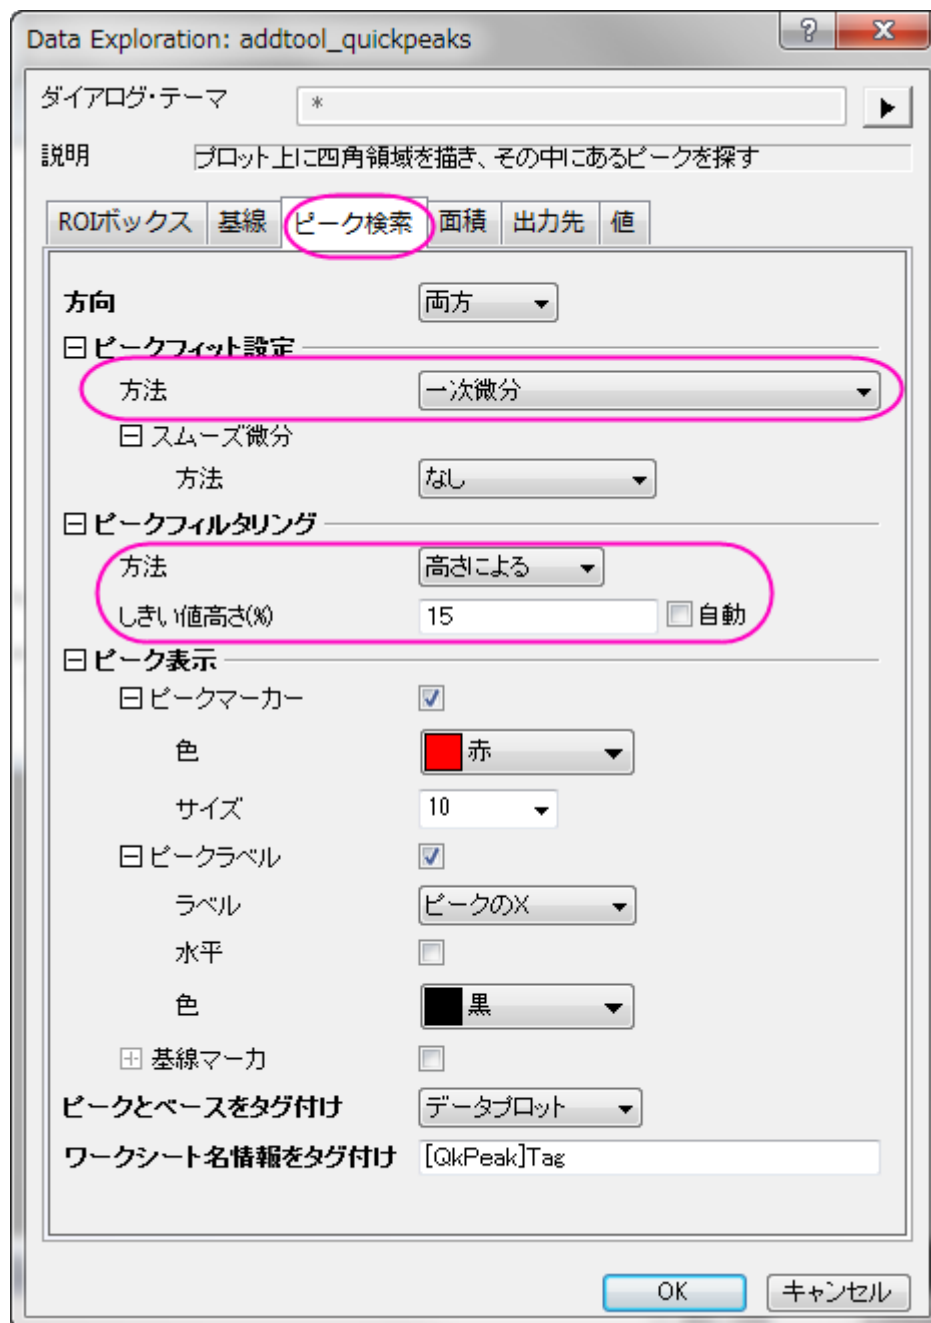 Data Exploration: addtool_quickpeaks
ダイアログ・テーマ *
説明 プロット上に四角領域を描き、その中にあるピークを探す
ROIボックス 基線 ピーク検索 面積 出力先 値
方向 両方
ピークフィット設定
方法 一次微分
スムーズ微分
方法 なし
ピークフィルタリング
方法 高さによる
しきい値高さ(%) 15 自動
ピーク表示
ピークマーカー
色 赤
サイズ 10
ピークラベル
ラベル ピークのX
水平
色 黒
基線マーカ
ピークとベースをタグ付け データプロット
ワークシート名情報をタグ付け [QkPeak]Tag
OK キャンセル